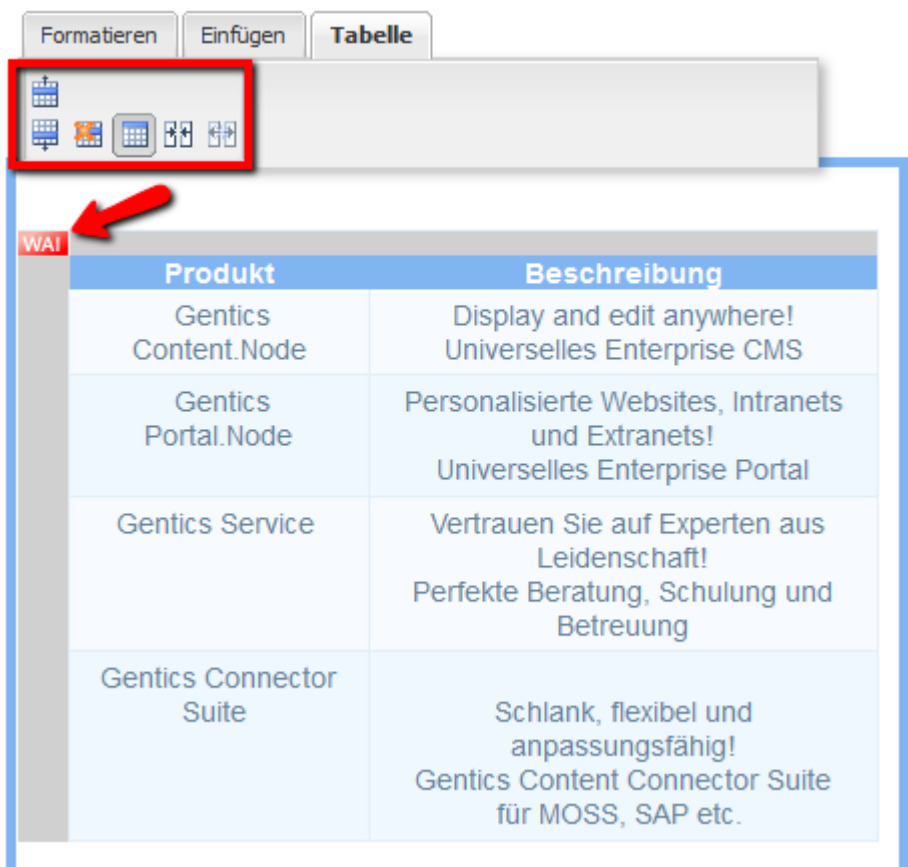 Formatieren Einfügen Tabelle
WAI
Produkt Beschreibung
Gentics Display and edit anywhere!
Content.Node Universelles Enterprise CMS
Gentics Personalisierte Websites, Intranets
Portal.Node und Extranets!
Universelles Enterprise Portal
Gentics Service Vertrauen Sie auf Experten aus
Leidenschaft!
Perfekte Beratung, Schulung und
Betreuung
Gentics Connector
Suite Schlank, flexibel und
anpassungsfähig!
Gentics Content Connector Suite
für MOSS, SAP etc.